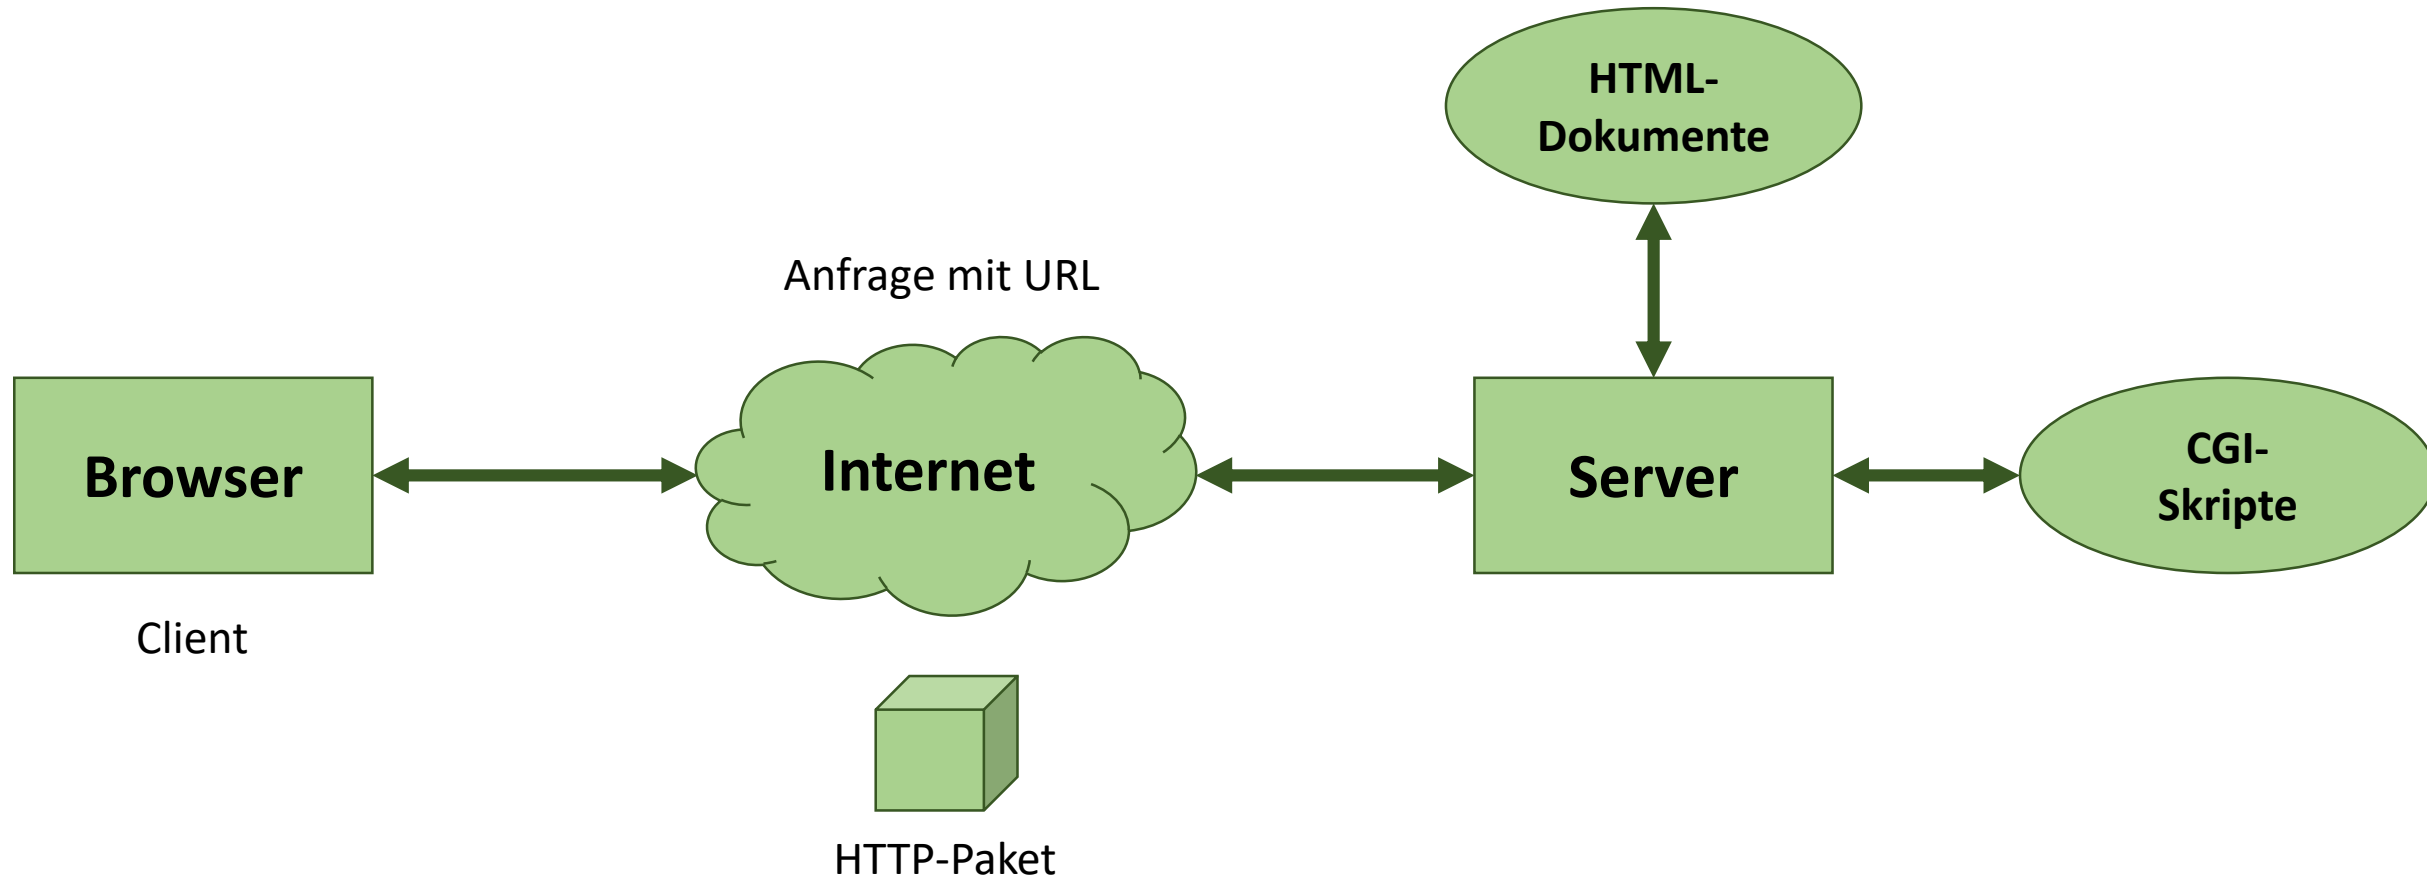 HTML-
Dokumente
Anfrage mit URL
Browser
Internet
Server
CGI-
Skripte
Client
HTTP-Paket